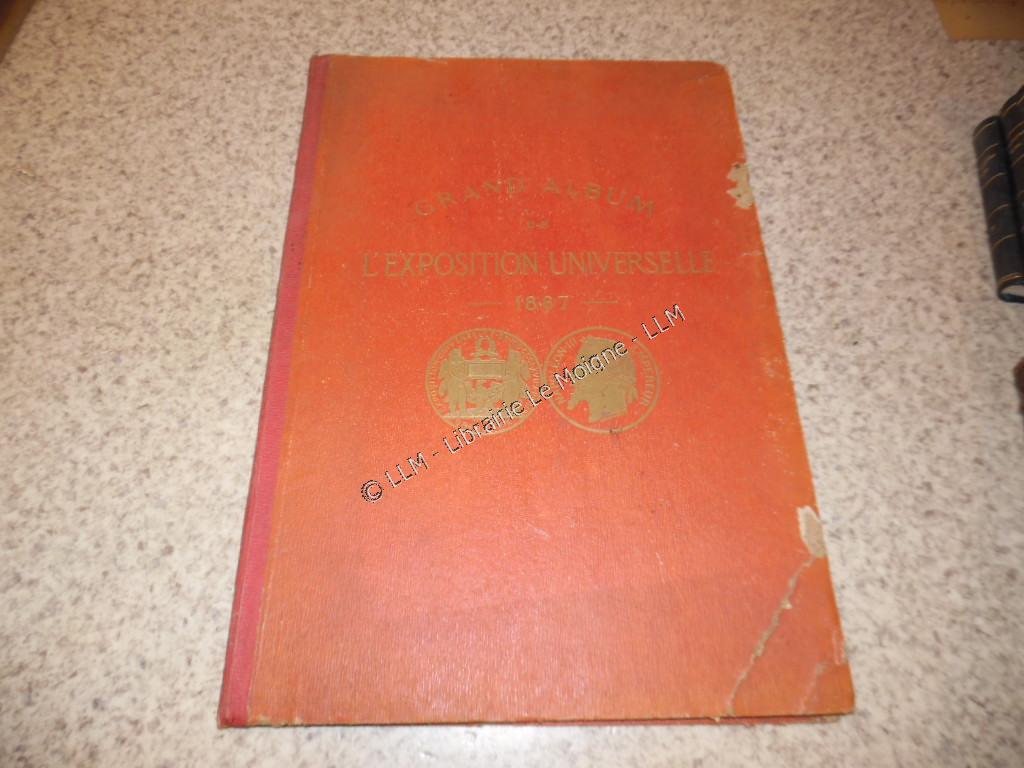 GRAND ALBUM
DE
L'EXPOSITION UNIVERSELLE
1867
© LLM - Librairie Le Moigne - LLM